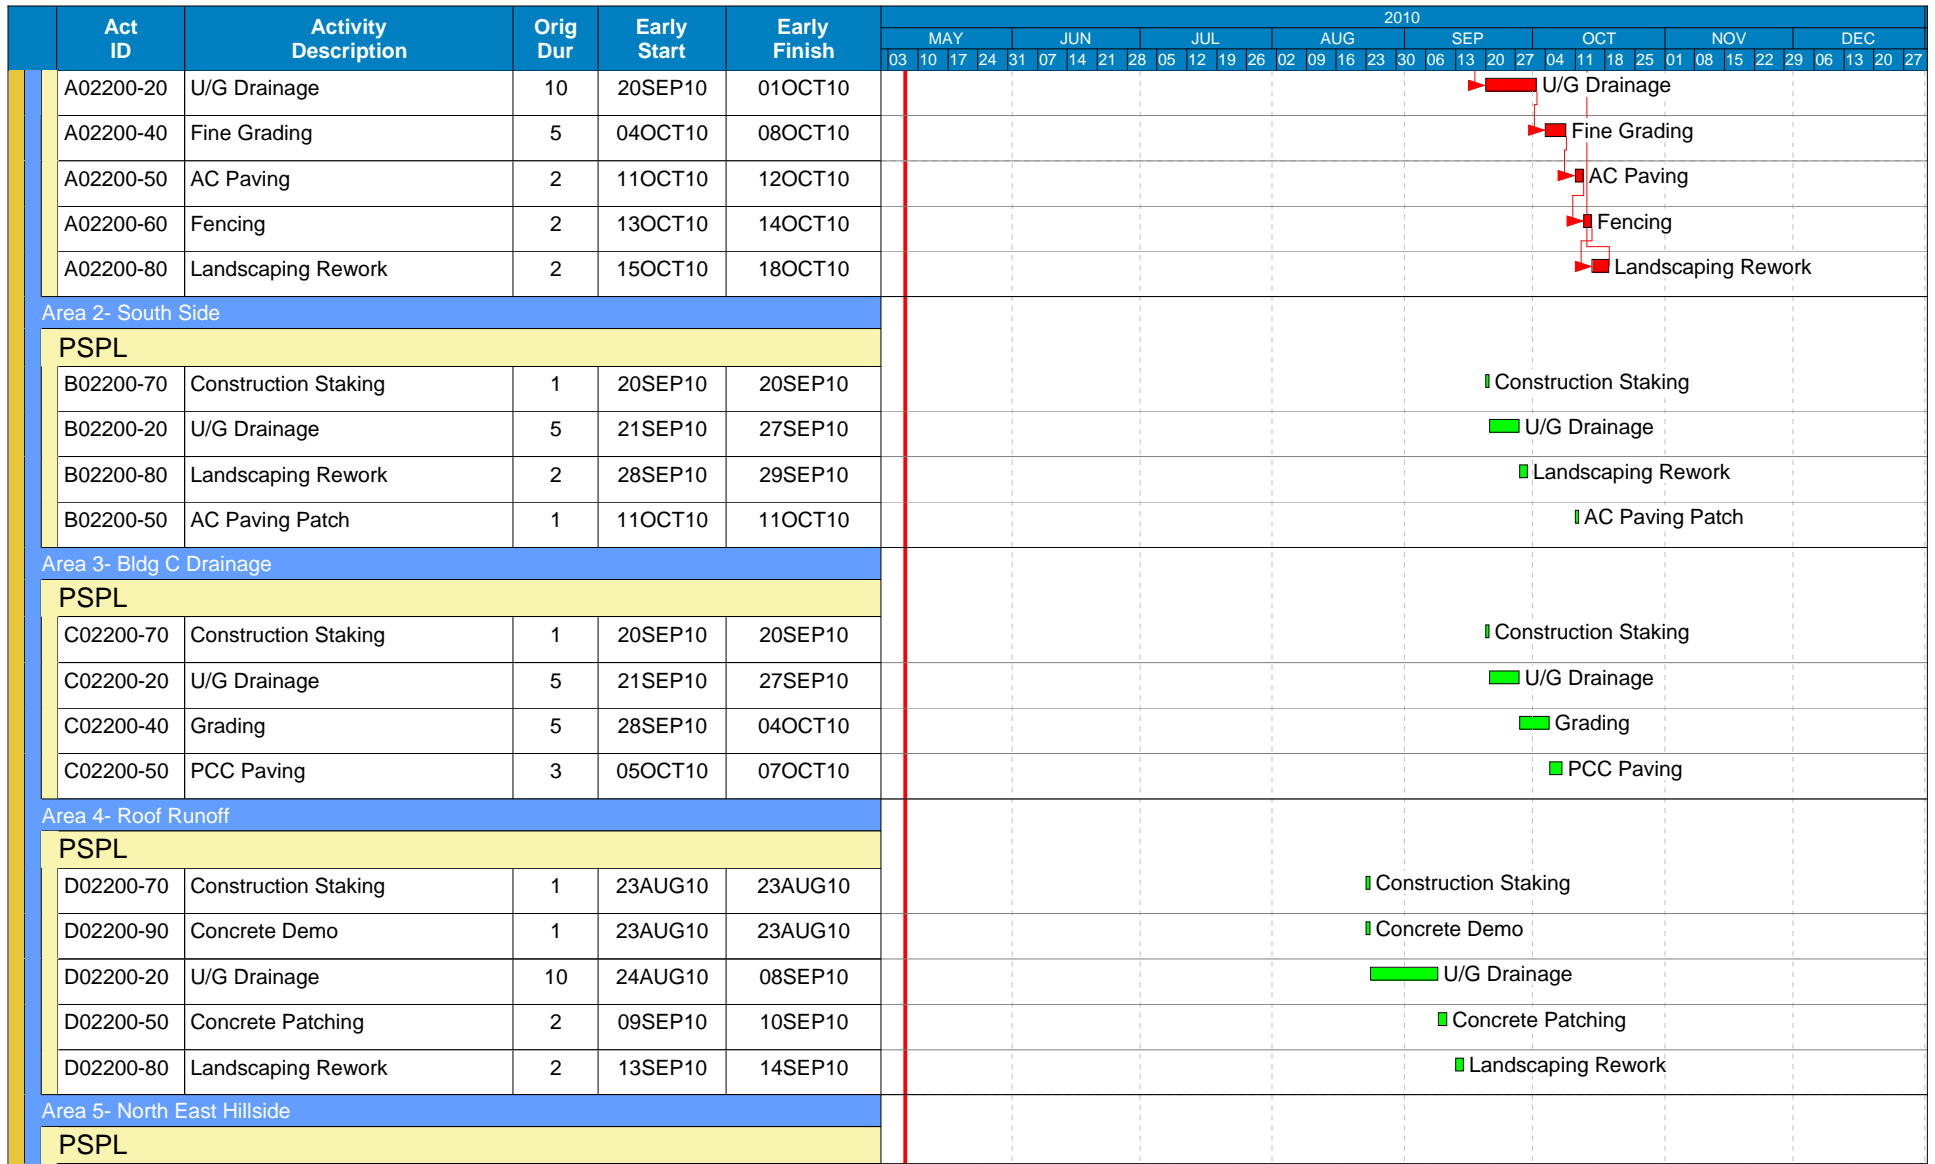 Act ID Activity Description Orig Dur Early Start Early Finish
2010
MAY JUN JUL AUG SEP OCT NOV DEC
03 10 17 24 31 07 14 21 28 05 12 19 26 02 09 16 23 30 06 13 20 27 04 11 18 25 01 08 15 22 29 06 13 20 27
A02200-20 U/G Drainage 10 20SEP10 01OCT10 U/G Drainage
A02200-40 Fine Grading 5 04OCT10 08OCT10 Fine Grading
A02200-50 AC Paving 2 11OCT10 12OCT10 AC Paving
A02200-60 Fencing 2 13OCT10 14OCT10 Fencing
A02200-80 Landscaping Rework 2 15OCT10 18OCT10 Landscaping Rework
Area 2- South Side
PSPL
B02200-70 Construction Staking 1 20SEP10 20SEP10 Construction Staking
B02200-20 U/G Drainage 5 21SEP10 27SEP10 U/G Drainage
B02200-80 Landscaping Rework 2 28SEP10 29SEP10 Landscaping Rework
B02200-50 AC Paving Patch 1 11OCT10 11OCT10 AC Paving Patch
Area 3- Bldg C Drainage
PSPL
C02200-70 Construction Staking 1 20SEP10 20SEP10 Construction Staking
C02200-20 U/G Drainage 5 21SEP10 27SEP10 U/G Drainage
C02200-40 Grading 5 28SEP10 04OCT10 Grading
C02200-50 PCC Paving 3 05OCT10 07OCT10 PCC Paving
Area 4- Roof Runoff
PSPL
D02200-70 Construction Staking 1 23AUG10 23AUG10 Construction Staking
D02200-90 Concrete Demo 1 23AUG10 23AUG10 Concrete Demo
D02200-20 U/G Drainage 10 24AUG10 08SEP10 U/G Drainage
D02200-50 Concrete Patching 2 09SEP10 10SEP10 Concrete Patching
D02200-80 Landscaping Rework 2 13SEP10 14SEP10 Landscaping Rework
Area 5- North East Hillside
PSPL